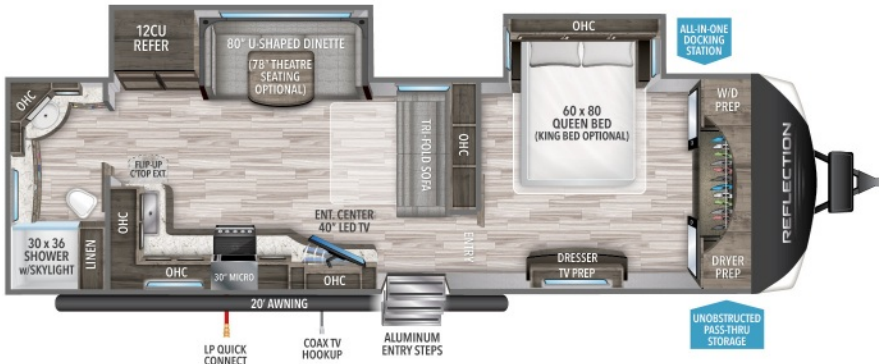 12CU
REFER
80" U-SHAPED DINETTE
(78" THEATRE
SEATING
OPTIONAL)
OHC
ALL-IN-ONE
DOCKING
STATION
OHC
W/D
PREP
60 x 80
QUEEN BED
(KING BED OPTIONAL)
TRI-FOLD SOFA
OHC
REFLECTION
FLIP-UP
C'TOP EXT.
OHC
ENT. CENTER
40" LED TV
ENTRY
30 x 36
SHOWER
w/SKYLIGHT
LINEN
OHC
30" MICRO
OHC
DRESSER
TV PREP
DRYER
PREP
20' AWNING
LP QUICK
CONNECT
COAX TV
HOOKUP
ALUMINUM
ENTRY STEPS
UNOBSTRUCTED
PASS-THRU
STORAGE